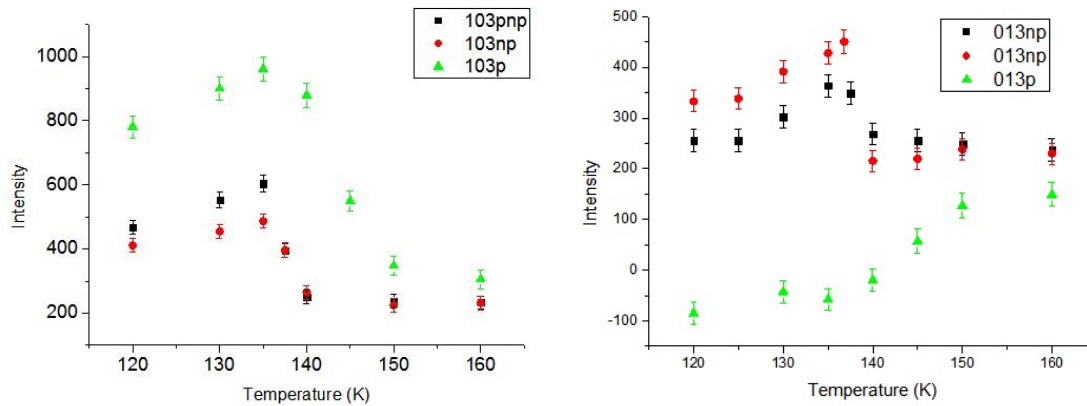 103pnp
103np
103p
1000
800
600
400
200
Intensity
120 130 140 150 160
Temperature (K)
013np
013np
013p
500
400
300
200
100
0
-100
Intensity
120 130 140 150 160
Temperature (K)